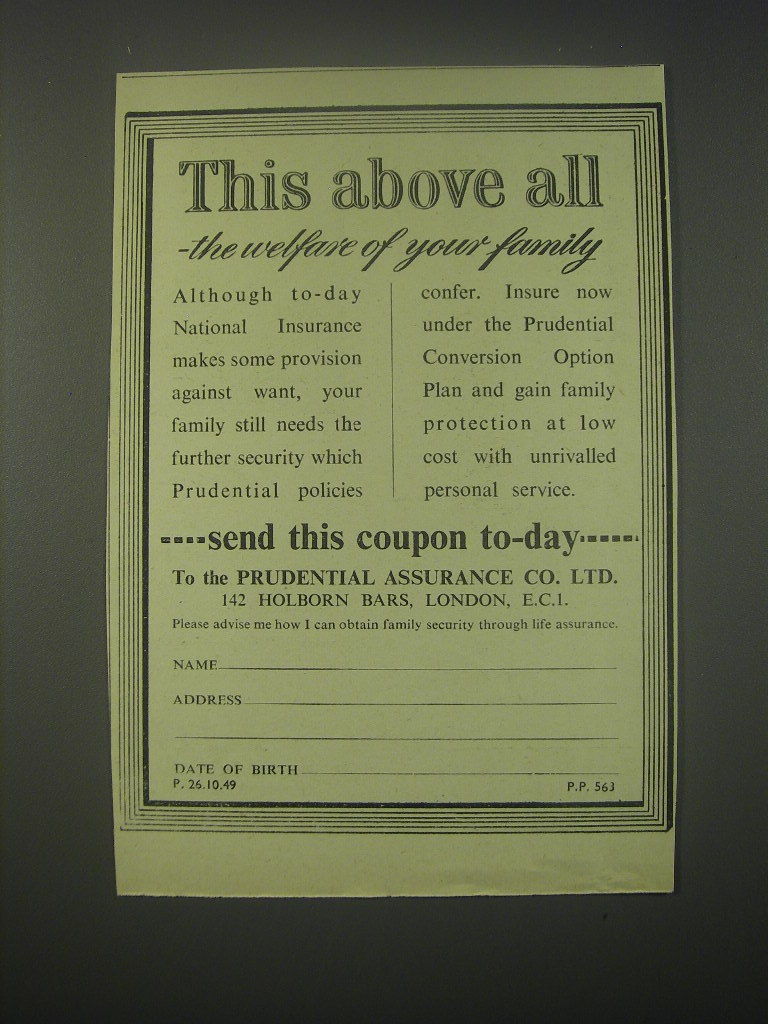 This above all
-the welfare of your family
Although to-day
National Insurance
makes some provision
against want, your
family still needs the
further security which
Prudential policies
confer. Insure now
under the Prudential
Conversion Option
Plan and gain family
protection at low
cost with unrivalled
personal service.
send this coupon to-day
To the PRUDENTIAL ASSURANCE CO. LTD.
142 HOLBORN BARS, LONDON, E.C.1.
Please advise me how I can obtain family security through life assurance.
NAME
ADDRESS
DATE OF BIRTH
P. 26.10.49 P.P. 563